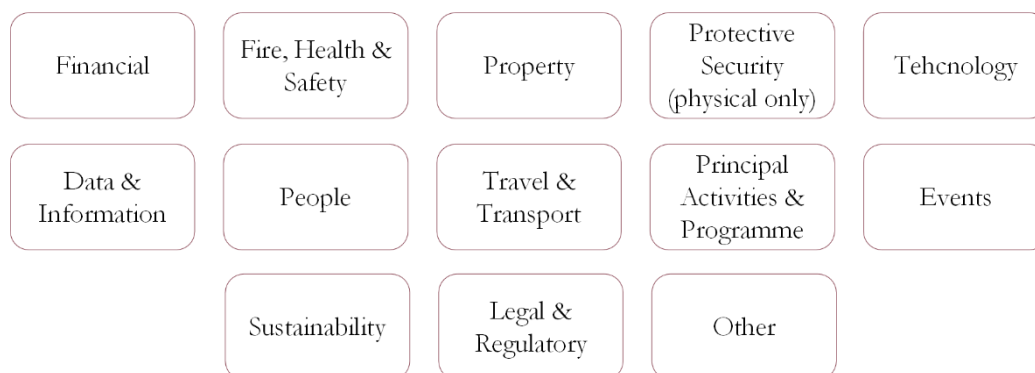 Financial
Fire, Health &
Safety
Property
Protective
Security
(physical only)
Tehcnology
Data &
Information
People
Travel &
Transport
Principal
Activities &
Programme
Events
Sustainability
Legal &
Regulatory
Other